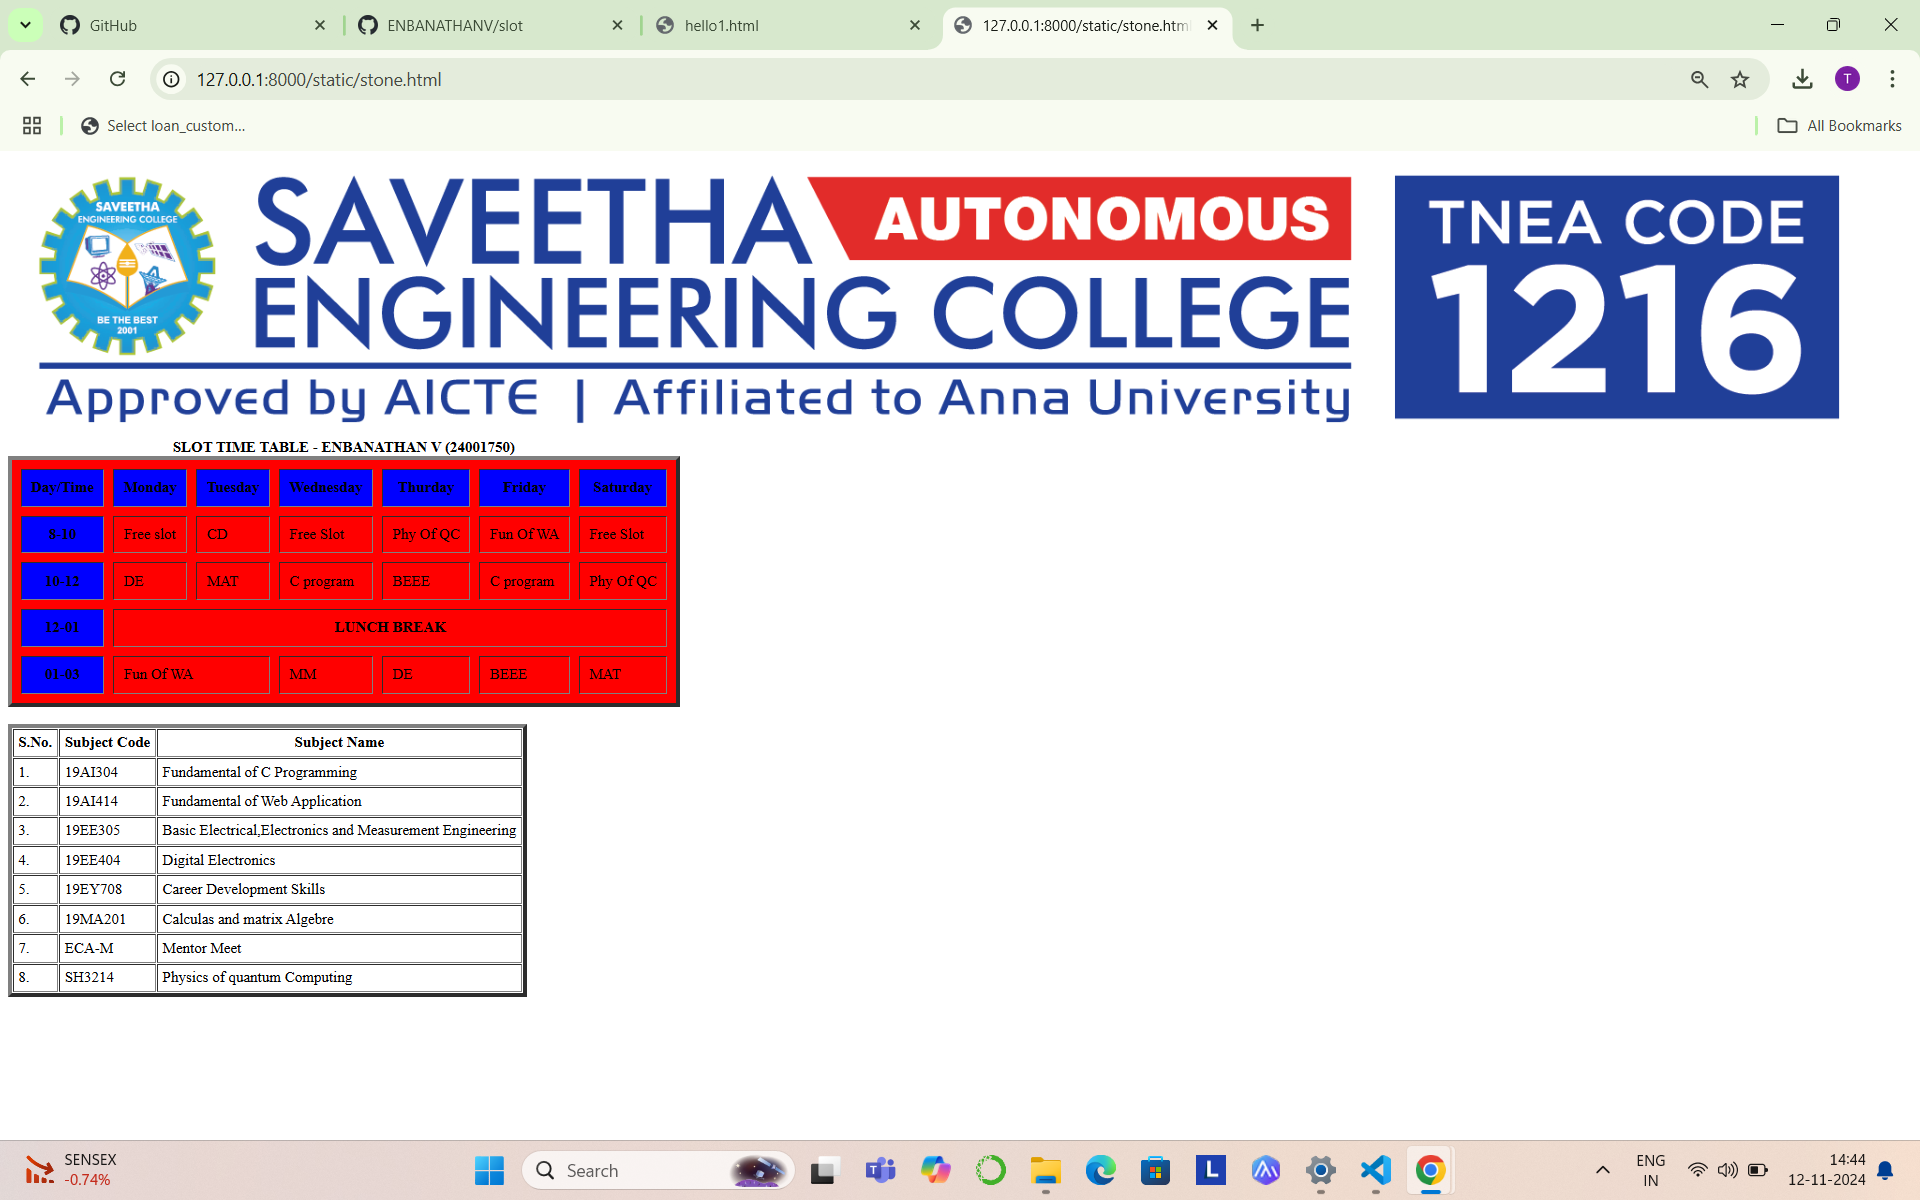 GitHub
ENBANATHANV/slot
hello1.html
127.0.0.1:8000/static/stone.html
127.0.0.1:8000/static/stone.html
T
Select loan_custom...
All Bookmarks
SAVEETHA
ENGINEERING COLLEGE
BE THE BEST
2001
SAVEETHA AUTONOMOUS
ENGINEERING COLLEGE
Approved by AICTE | Affiliated to Anna University
TNEA CODE
1216
SLOT TIME TABLE - ENBANATHAN V (24001750)
Day/Time Monday Tuesday Wednesday Thurday Friday Saturday
8-10 Free slot CD Free Slot Phy Of QC Fun Of WA Free Slot
10-12 DE MAT C program BEEE C program Phy Of QC
12-01 LUNCH BREAK
01-03 Fun Of WA MM DE BEEE MAT
S.No. Subject Code Subject Name
1. 19AI304 Fundamental of C Programming
2. 19AI414 Fundamental of Web Application
3. 19EE305 Basic Electrical,Electronics and Measurement Engineering
4. 19EE404 Digital Electronics
5. 19EY708 Career Development Skills
6. 19MA201 Calculas and matrix Algebre
7. ECA-M Mentor Meet
8. SH3214 Physics of quantum Computing
SENSEX
-0.74%
Search
L
ENG
IN
14:44
12-11-2024